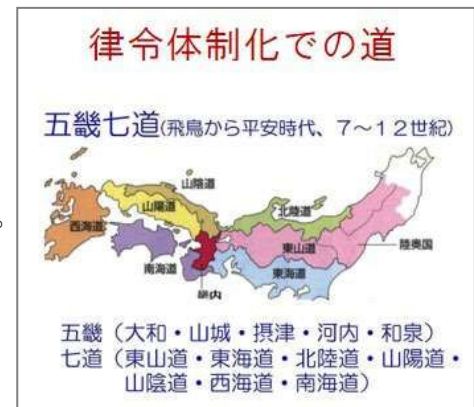 律令体制化での道
五畿七道(飛鳥から平安時代、7～12世紀)
山陰道
山陽道
北陸道
西海道
東山道
陸奥国
南海道
東海道
畿内
五畿（大和・山城・摂津・河内・和泉）
七道（東山道・東海道・北陸道・山陽道・
山陰道・西海道・南海道）
。